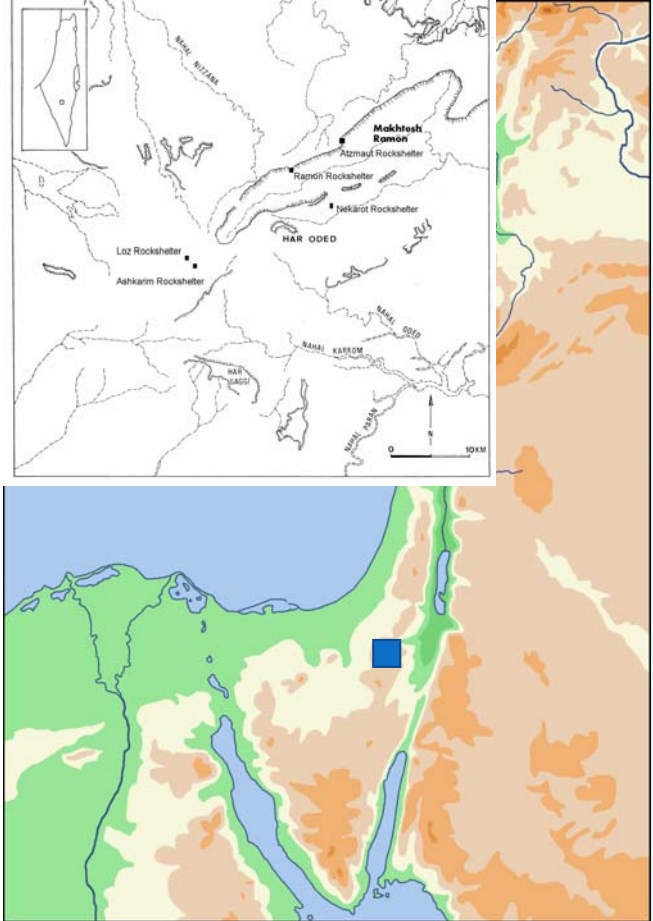 NAHAL NIZZANA
Makhtesh
Ramon
Atzmaut Rockshelter
Ramon Rockshelter
Nekarot Rockshelter
HAR ODED
Loz Rockshelter
Ashkarim Rockshelter
NAHAL ODED
NAHAL KARKOM
HAR
SAGGI
NAHAL PARAN
N
0 10KM